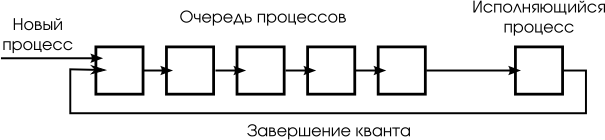 Новый
процесс
Очередь процессов
Исполняющийся
процесс
Завершение кванта